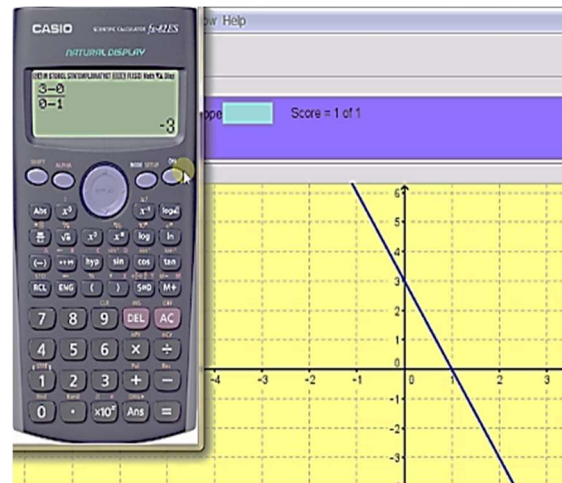 ow Help
CASIO fx-82ES
NATURAL DISPLAY
3-0
0-1
-3
ope Score = 1 of 1
SHIFT ALPHA MODE SETUP ON
Abs x³ x⁻¹
log ln
(-) hyp sin cos tan
RCL ENG ( ) S⇔D M+
7 8 9 DEL AC
4 5 6 × ÷
1 2 3 + −
0 · ×10ˣ Ans =
6
5
4
3
2
1
0
-4 -3 -2 -1 0 1 2 3
-1
-2
-3